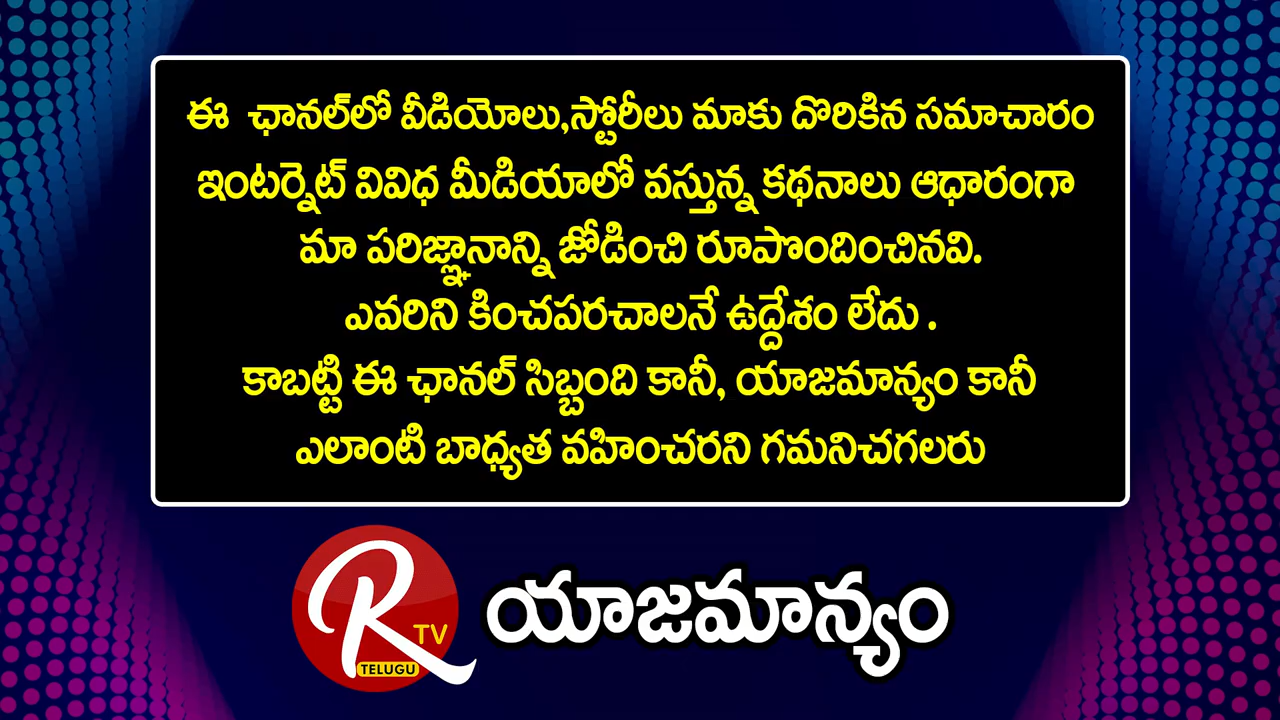 ఈ ఛానల్‌లో వీడియోలు,స్టోరీలు మాకు దొరికిన సమాచారం
ఇంటర్నెట్ వివిధ మీడియాలో వస్తున్న కథనాలు ఆధారంగా
మా పరిజ్ఞానాన్ని జోడించి రూపొందించినవి.
ఎవరిని కించపరచాలనే ఉద్దేశం లేదు .
కాబట్టి ఈ ఛానల్ సిబ్బంది కానీ, యాజమాన్యం కానీ
ఎలాంటి బాధ్యత వహించరని గమనిచగలరు
R TV
TELUGU
యాజమాన్యం